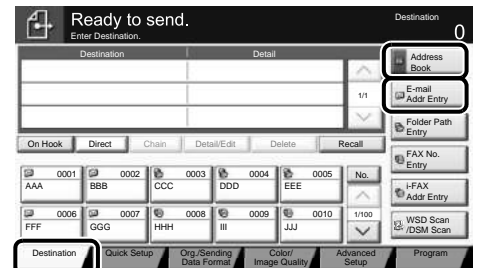 Ready to send.
Enter Destination.
Destination
0
Destination Detail
1/1
Address
Book
E-mail
Addr Entry
Folder Path
Entry
FAX No.
Entry
i-FAX
Addr Entry
WSD Scan
/DSM Scan
On Hook Direct Chain Detail/Edit Delete Recall
0001 0002 0003 0004 0005 No.
AAA BBB CCC DDD EEE
0006 0007 0008 0009 0010 1/100
FFF GGG HHH III JJJ
Destination Quick Setup Org./Sending
Data Format Color/
Image Quality Advanced
Setup Program